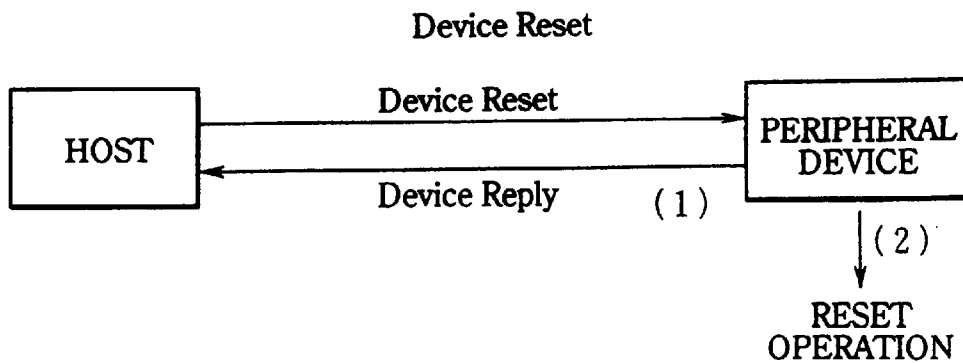 Device Reset
Device Reset
HOST
PERIPHERAL
DEVICE
Device Reply
(1)
(2)
RESET
OPERATION